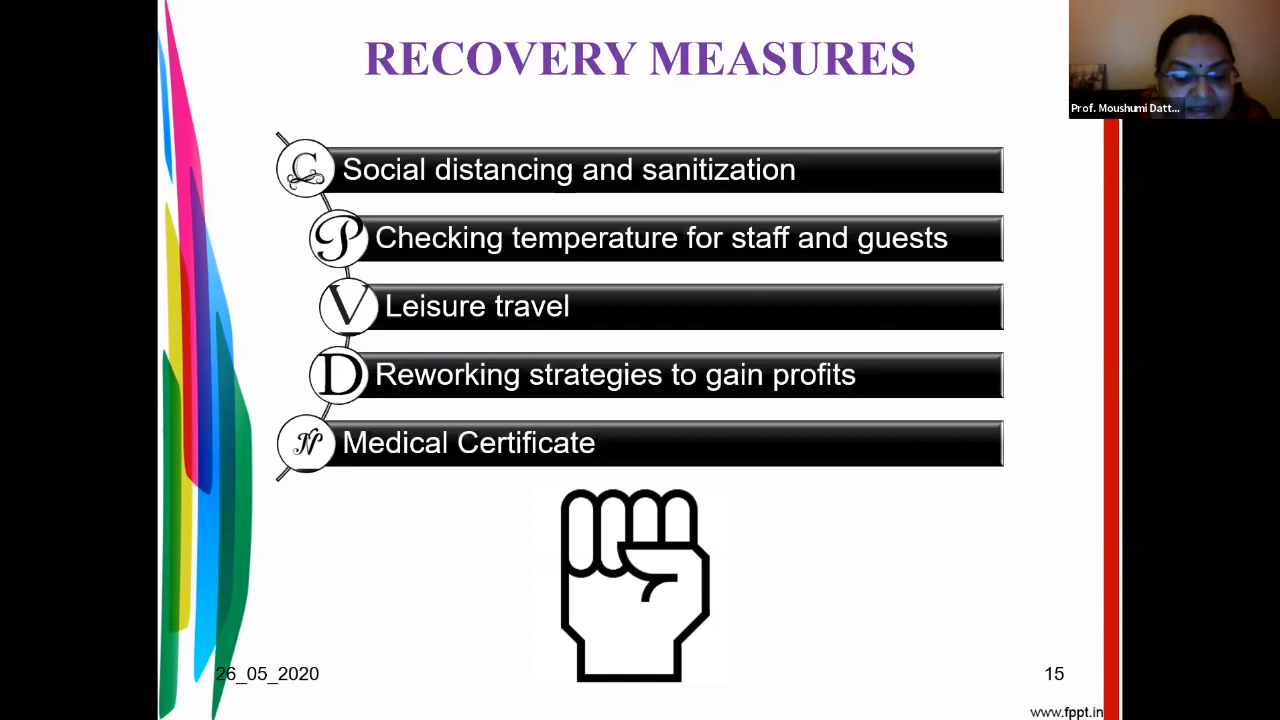 RECOVERY MEASURES
Prof. Moushumi Datt...
C Social distancing and sanitization
P Checking temperature for staff and guests
V Leisure travel
D Reworking strategies to gain profits
Medical Certificate
26_05_2020
15
www.fppt.in